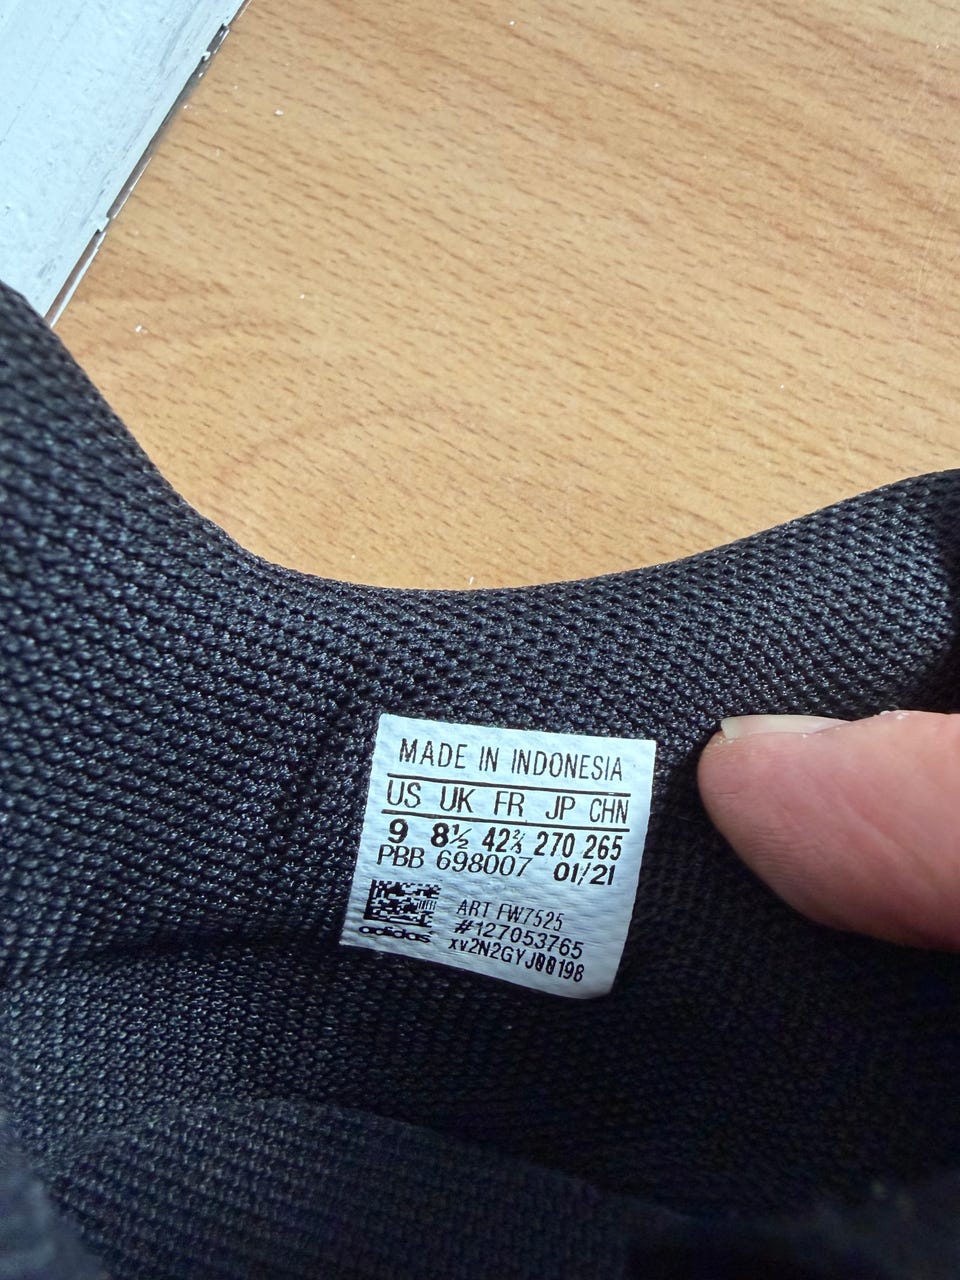 MADE IN INDONESIA
US UK FR JP CHN
9 8½ 42⅔ 270 265
PBB 698007 01/21
ART FW7525
#127053765
adidas